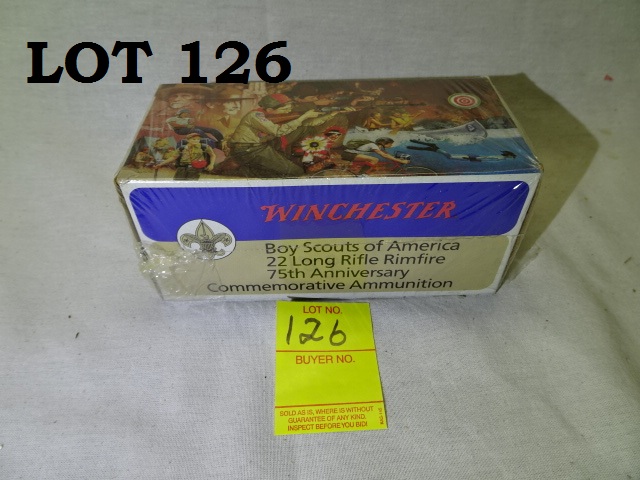 LOT 126
WINCHESTER
Boy Scouts of America
22 Long Rifle Rimfire
75th Anniversary
Commemorative Ammunition
LOT NO.
126
BUYER NO.
SOLD AS IS, WHERE IS WITHOUT
GUARANTEE OF ANY KIND.
INSPECT BEFORE YOU BID!